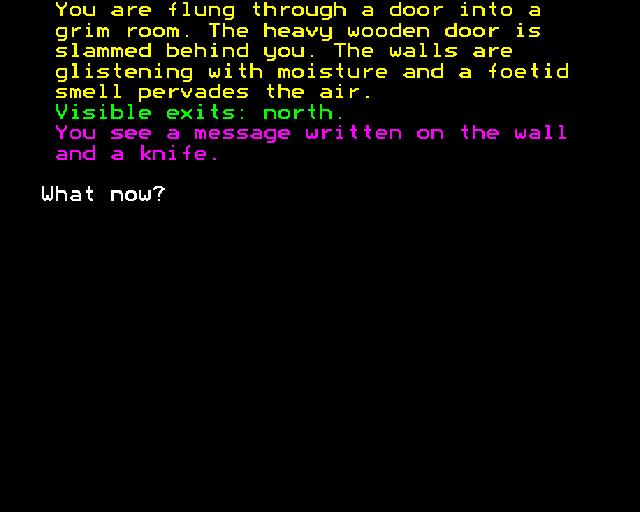 You are flung through a door into a
grim room. The heavy wooden door is
slammed behind you. The walls are
glistening with moisture and a foetid
smell pervades the air.
Visible exits: north.
You see a message written on the wall
and a knife.
What now?